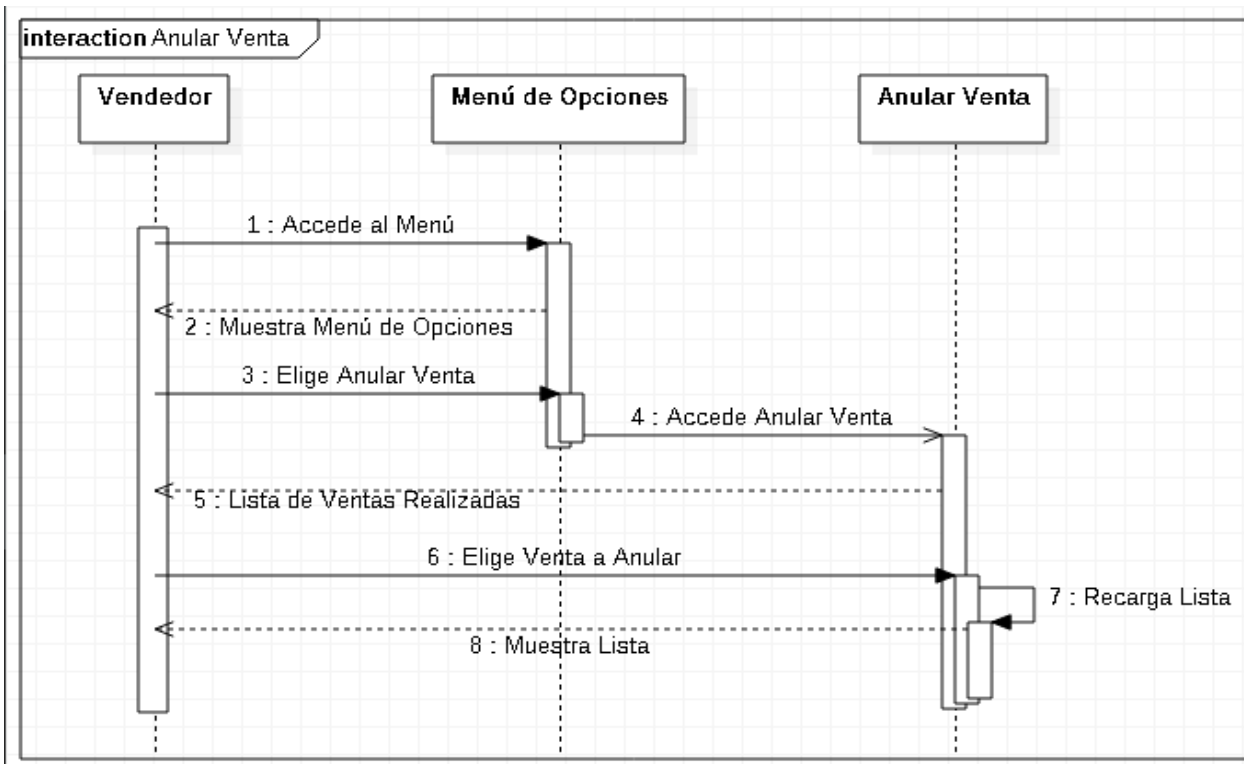 interaction Anular Venta
Vendedor
Menú de Opciones
Anular Venta
1 : Accede al Menú
2 : Muestra Menú de Opciones
3 : Elige Anular Venta
4 : Accede Anular Venta
5 : Lista de Ventas Realizadas
6 : Elige Venta a Anular
7 : Recarga Lista
8 : Muestra Lista